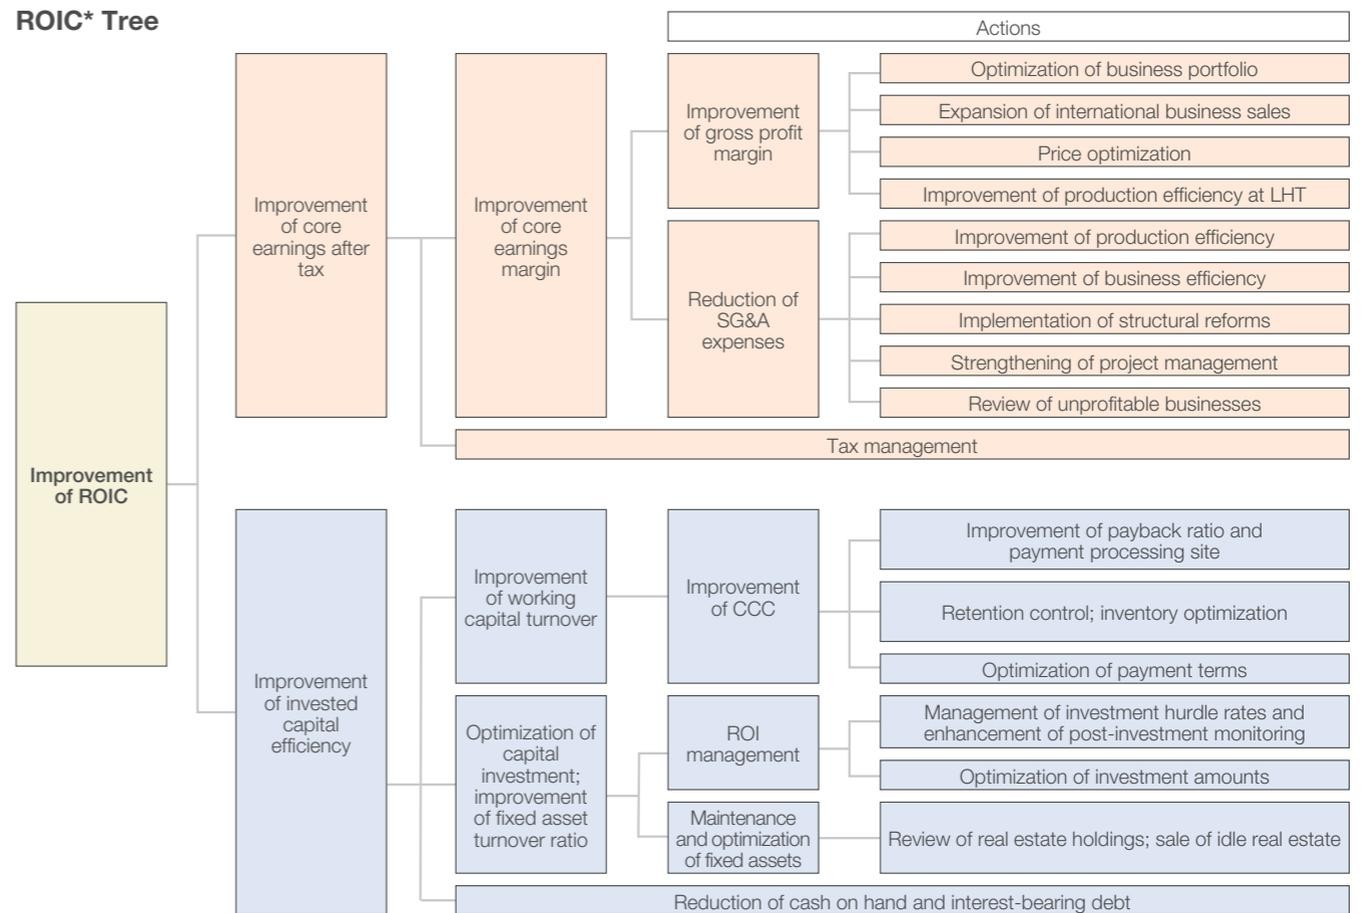 ROIC* Tree
Actions
Improvement
of ROIC
Improvement
of core
earnings after
tax
Improvement
of core
earnings
margin
Improvement
of gross profit
margin
Optimization of business portfolio
Expansion of international business sales
Price optimization
Improvement of production efficiency at LHT
Reduction of
SG&A
expenses
Improvement of production efficiency
Improvement of business efficiency
Implementation of structural reforms
Strengthening of project management
Review of unprofitable businesses
Tax management
Improvement
of invested
capital
efficiency
Improvement
of working
capital turnover
Improvement
of CCC
Improvement of payback ratio and
payment processing site
Retention control; inventory optimization
Optimization of payment terms
Optimization of
capital
investment;
improvement
of fixed asset
turnover ratio
ROI
management
Management of investment hurdle rates and
enhancement of post-investment monitoring
Optimization of investment amounts
Maintenance
and optimization
of fixed assets
Review of real estate holdings; sale of idle real estate
Reduction of cash on hand and interest-bearing debt